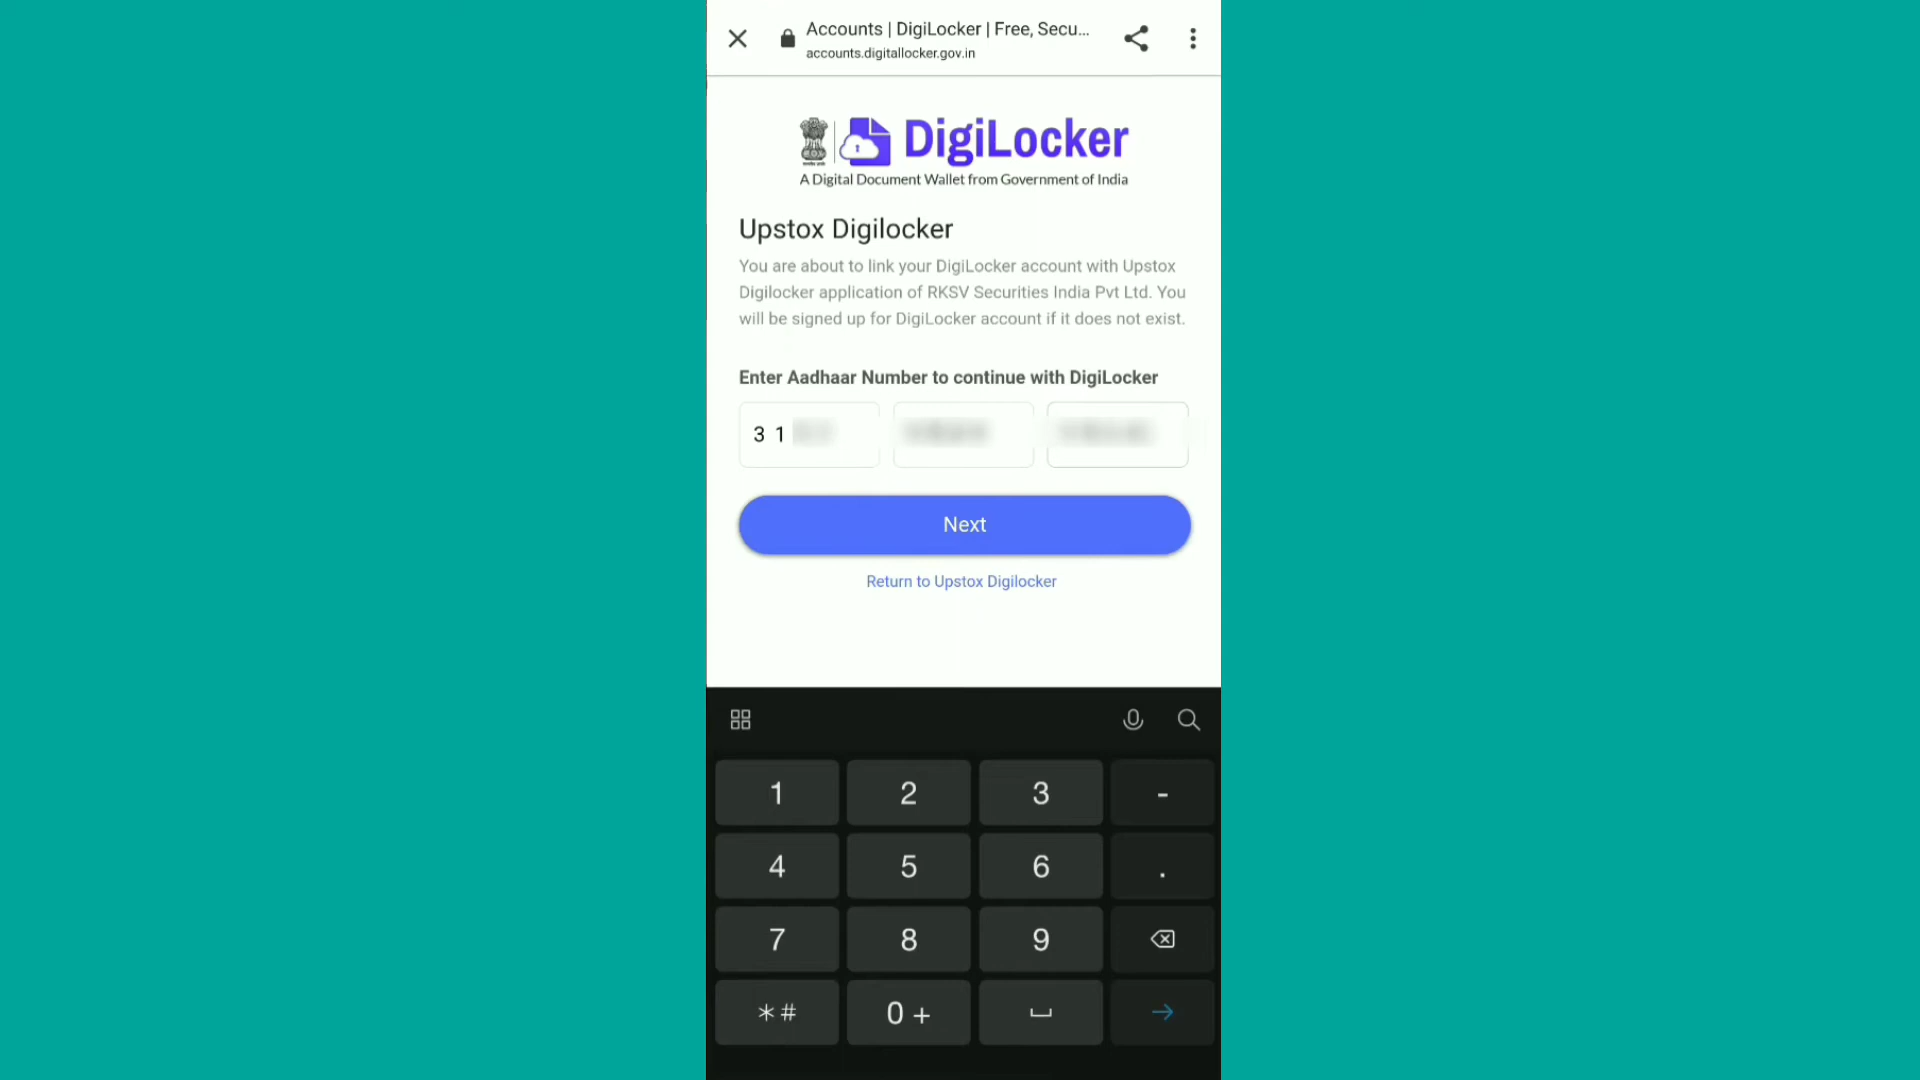 Accounts | DigiLocker | Free, Secu...
accounts.digitallocker.gov.in
DigiLocker
A Digital Document Wallet from Government of India
Upstox Digilocker
You are about to link your DigiLocker account with Upstox
Digilocker application of RKSV Securities India Pvt Ltd. You
will be signed up for DigiLocker account if it does not exist.
Enter Aadhaar Number to continue with DigiLocker
3 1
Next
Return to Upstox Digilocker
1 2 3 -
4 5 6 .
7 8 9
*# 0 +